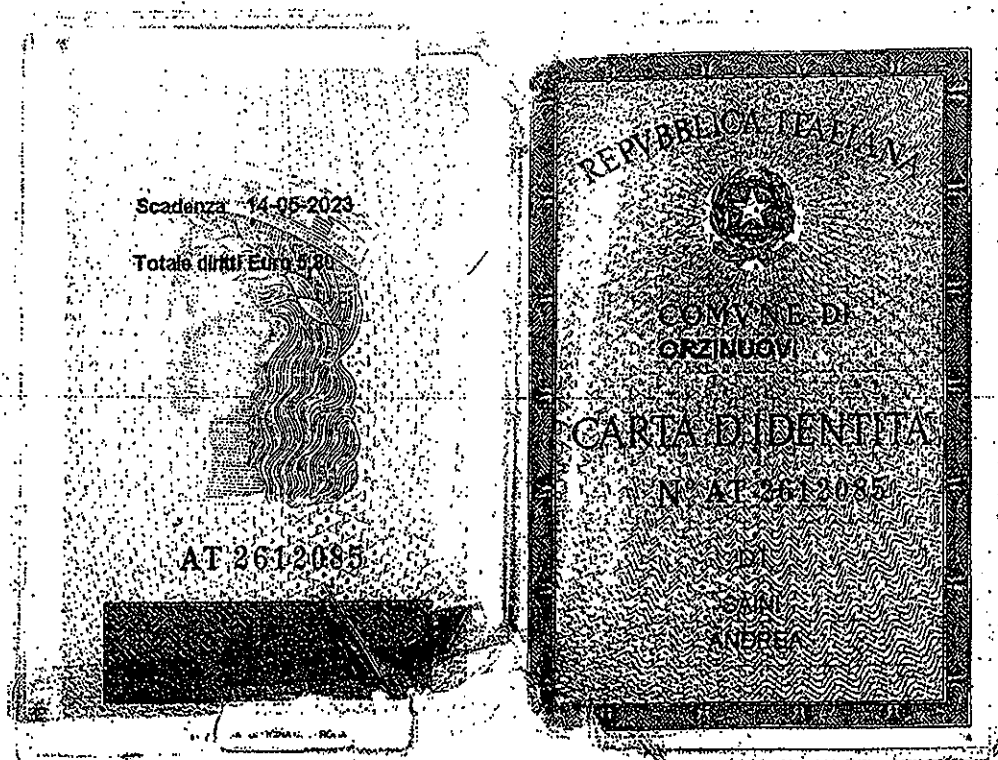 Scadenza 14-05-2023
Totale diritti Euro 5,80
AT 2612085
REPVBBLICA ITALIANA
COMVNE DI
ORZINUOVI
CARTA D'IDENTITA
N° AT 2612085
DI
CAINI
ANDREA